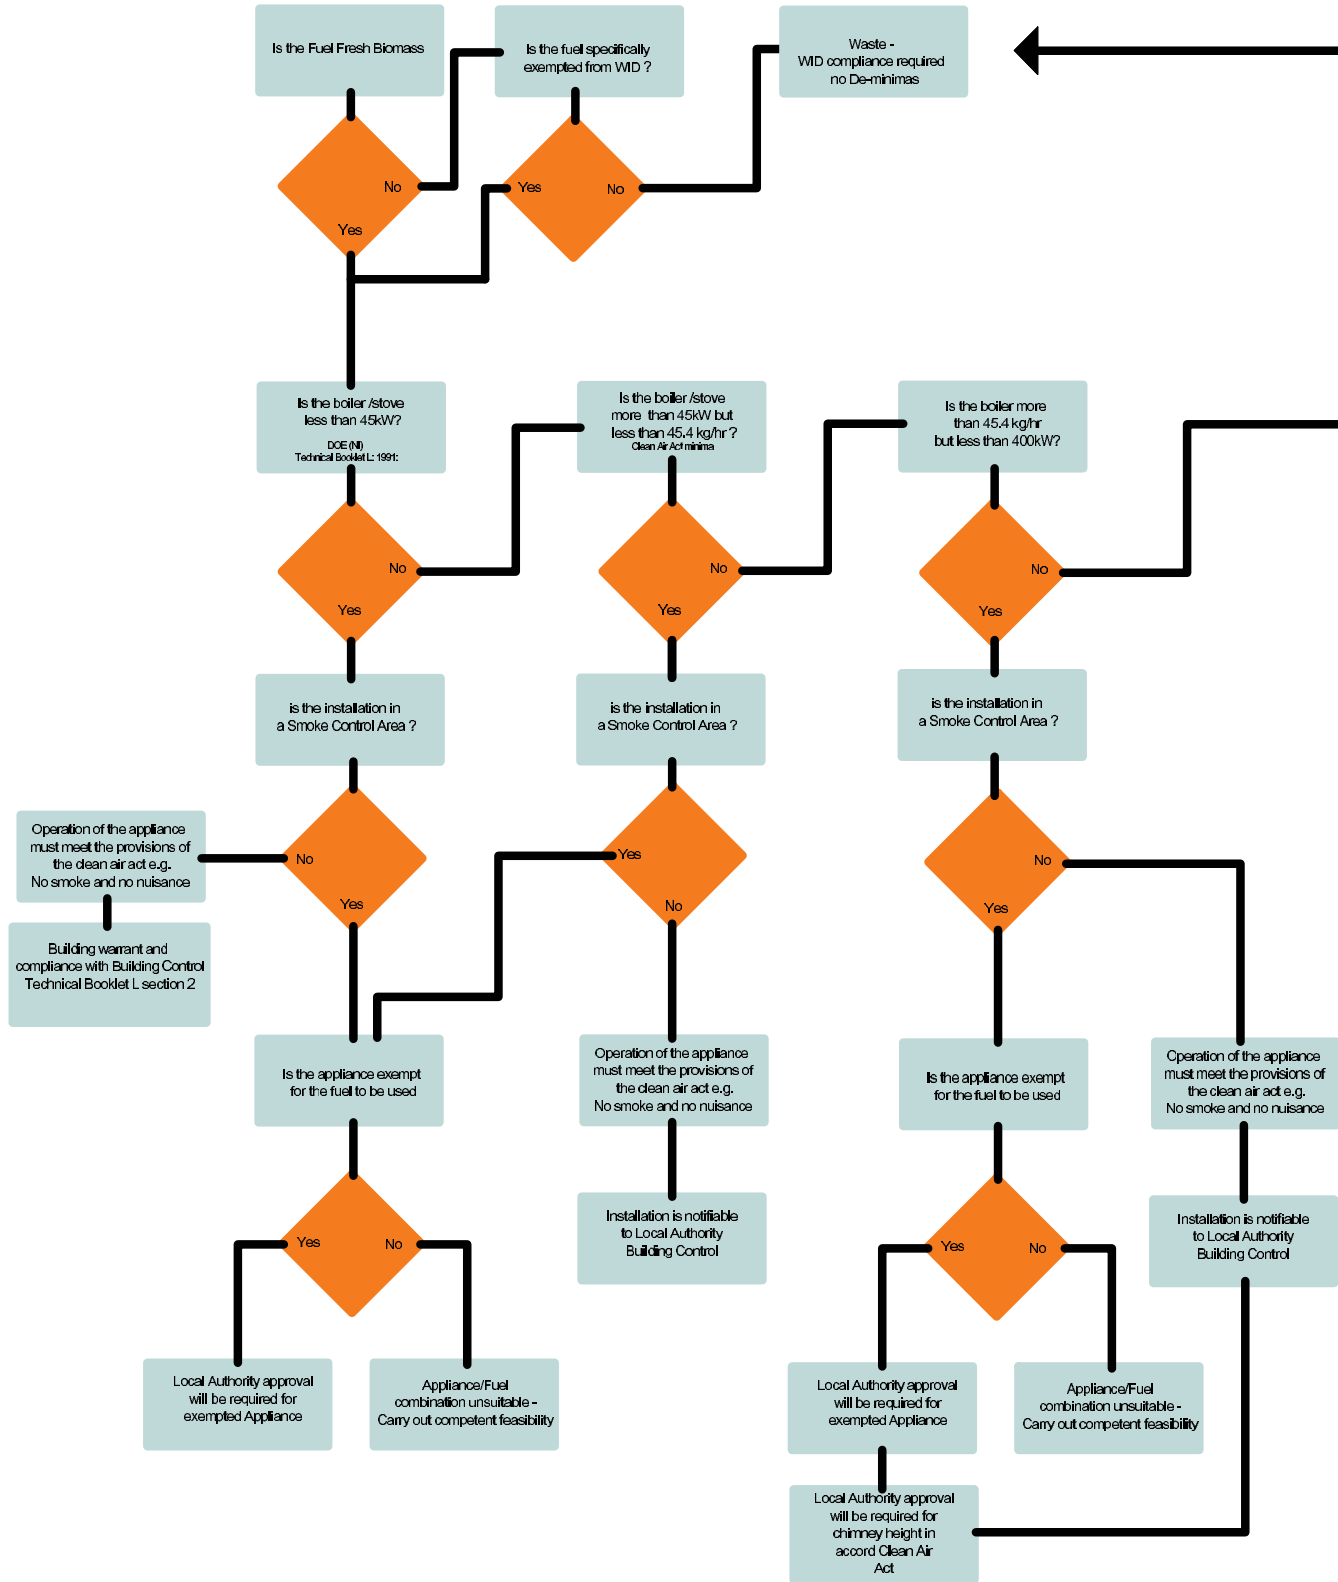 Is the Fuel Fresh Biomass
Is the fuel specifically
exempted from WID ?
Waste -
WID compliance required
no De-minimas
No
Yes
Yes
No
Is the boiler /stove
less than 45kW?
DOE (NI)
Technical Booklet L: 1991:
Is the boiler /stove
more than 45kW but
less than 45.4 kg/hr ?
Clean Air Act minima
Is the boiler more
than 45.4 kg/hr
but less than 400kW?
No
Yes
No
Yes
No
Yes
is the installation in
a Smoke Control Area ?
is the installation in
a Smoke Control Area ?
is the installation in
a Smoke Control Area ?
Operation of the appliance
must meet the provisions of
the clean air act e.g.
No smoke and no nuisance
No
Yes
Yes
No
No
Yes
Building warrant and
compliance with Building Control
Technical Booklet L section 2
Is the appliance exempt
for the fuel to be used
Operation of the appliance
must meet the provisions of
the clean air act e.g.
No smoke and no nuisance
Is the appliance exempt
for the fuel to be used
Operation of the appliance
must meet the provisions of
the clean air act e.g.
No smoke and no nuisance
Yes
No
Installation is notifiable
to Local Authority
Building Control
Yes
No
Installation is notifiable
to Local Authority
Building Control
Local Authority approval
will be required for
exempted Appliance
Appliance/Fuel
combination unsuitable -
Carry out competent feasibility
Local Authority approval
will be required for
exempted Appliance
Appliance/Fuel
combination unsuitable -
Carry out competent feasibility
Local Authority approval
will be required for
chimney height in
accord Clean Air
Act